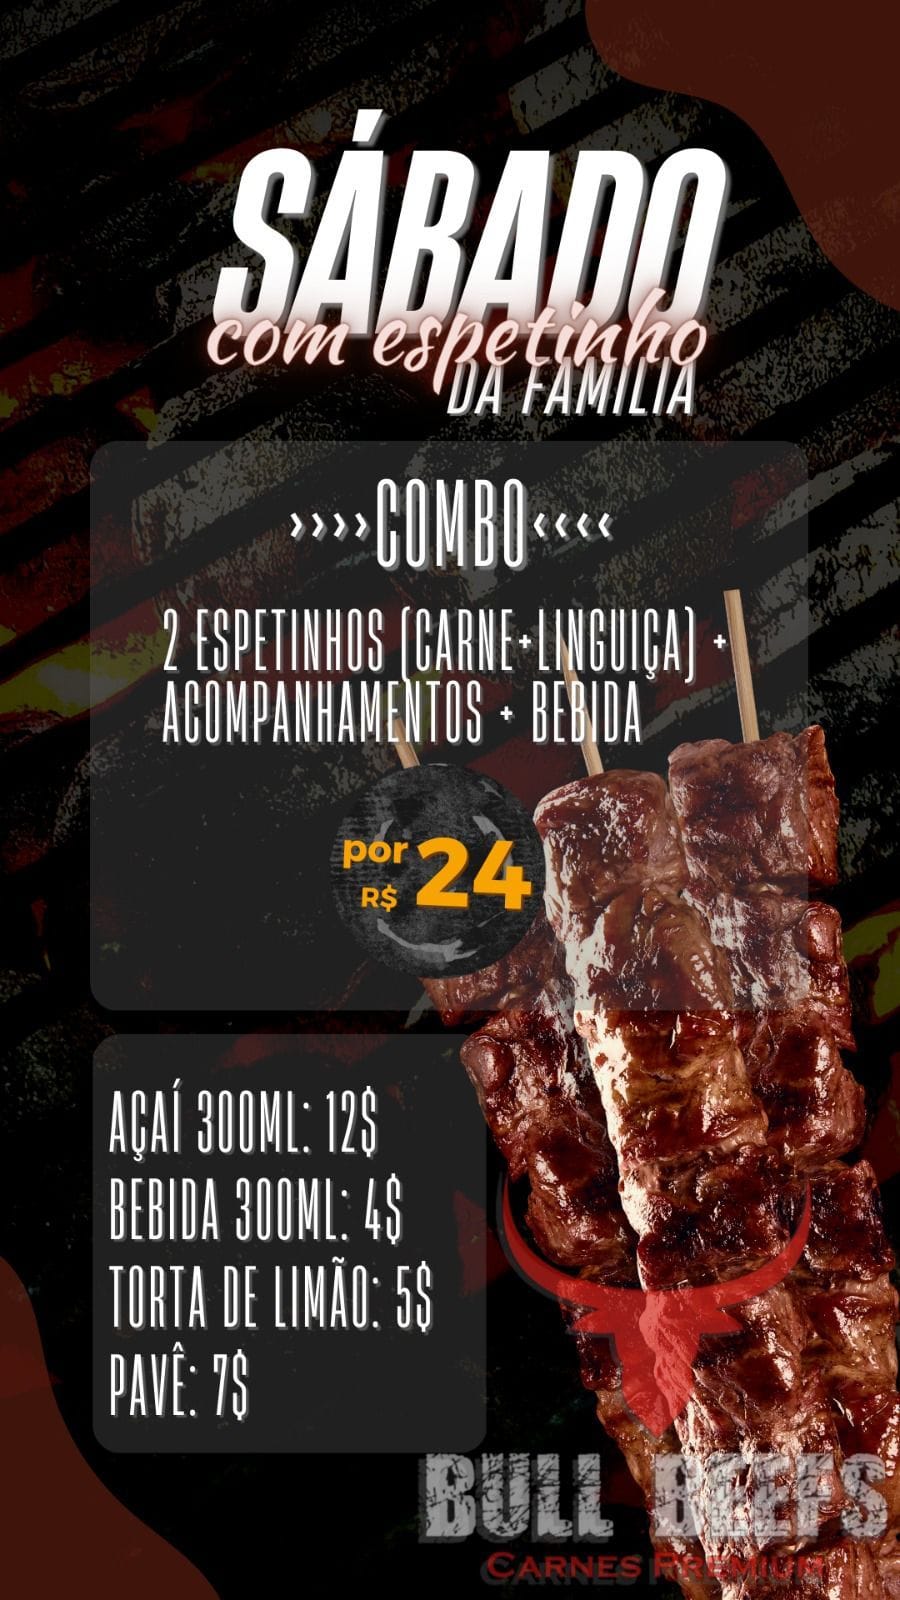 SÁBADO
com espetinho
DA FAMILIA
››››COMBO‹‹‹‹
2 ESPETINHOS (CARNE+LINGUIÇA) +
ACOMPANHAMENTOS + BEBIDA
por
R$ 24
AÇAÍ 300ML: 12$
BEBIDA 300ML: 4$
TORTA DE LIMÃO: 5$
PAVÊ: 7$
BULL BEEFS
CARNES PREMIUM